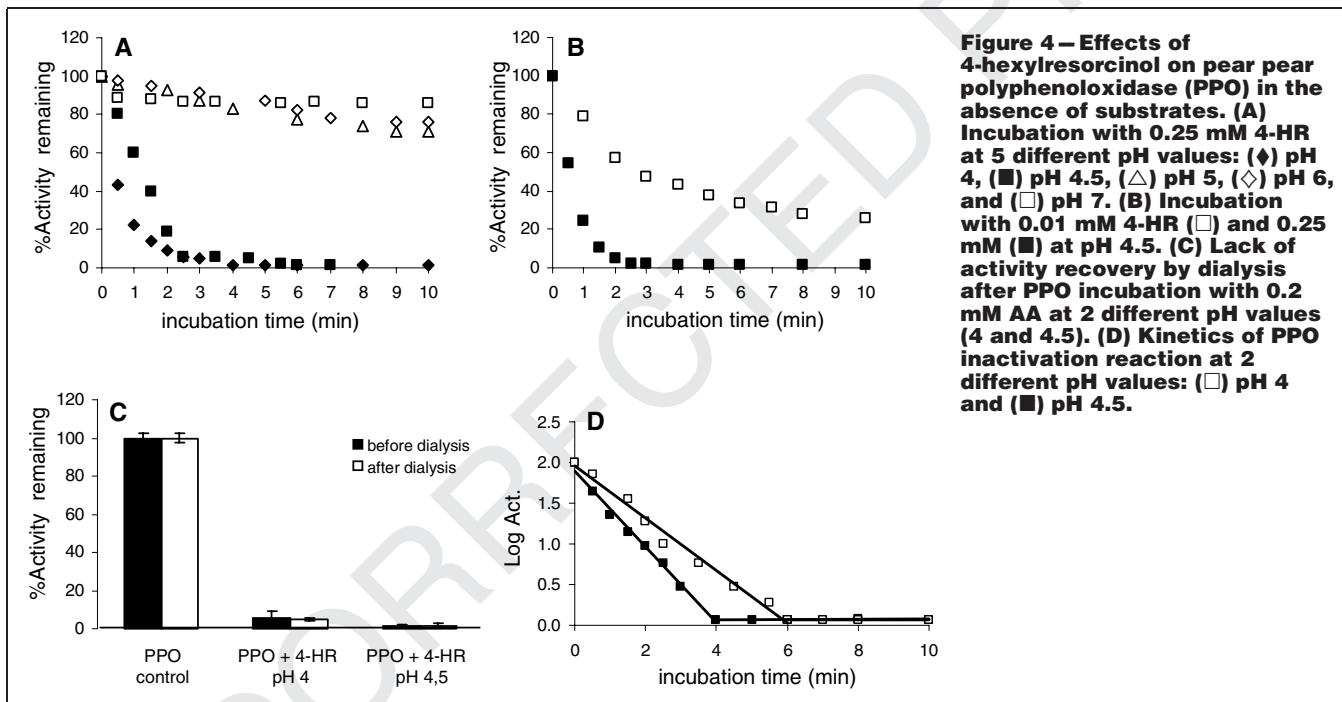 A
120
100
80
60
40
20
0
%Activity remaining
0 1 2 3 4 5 6 7 8 9 10
incubation time (min)
B
120
100
80
60
40
20
0
%Activity remaining
0 1 2 3 4 5 6 7 8 9 10
incubation time (min)
Figure 4 – Effects of
4-hexylresorcinol on pear pear
polyphenoloxidase (PPO) in the
absence of substrates. (A)
Incubation with 0.25 mM 4-HR
at 5 different pH values: (♦) pH
4, (■) pH 4.5, (△) pH 5, (◇) pH 6,
and (□) pH 7. (B) Incubation
with 0.01 mM 4-HR (□) and 0.25
mM (■) at pH 4.5. (C) Lack of
activity recovery by dialysis
after PPO incubation with 0.2
mM AA at 2 different pH values
(4 and 4.5). (D) Kinetics of PPO
inactivation reaction at 2
different pH values: (□) pH 4
and (■) pH 4.5.
C
120
100
80
60
40
20
0
%Activity remaining
■ before dialysis
□ after dialysis
PPO PPO + 4-HR PPO + 4-HR
control pH 4 pH 4,5
D
2.5
2.0
1.5
1.0
0.5
0.0
Log Act.
0 2 4 6 8 10
incubation time (min)
ORRECTED P